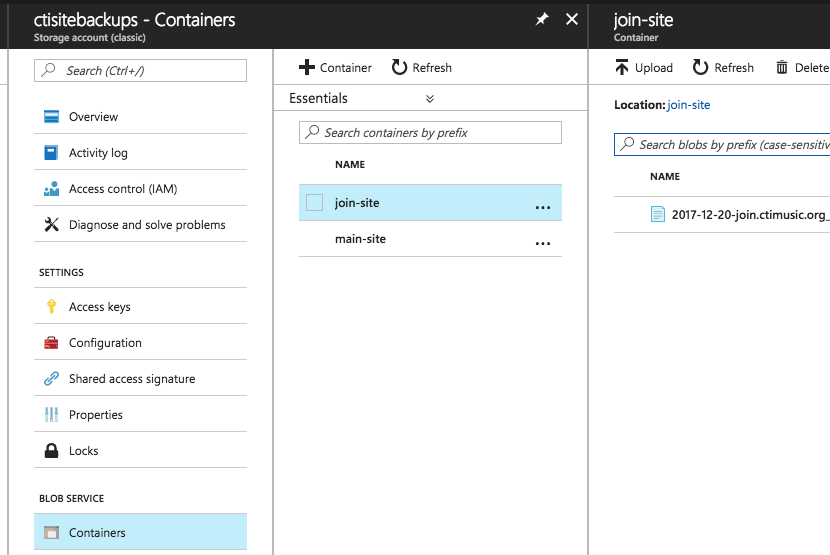 ctisitebackups - Containers
Storage account (classic)
Search (Ctrl+/)
Overview
Activity log
Access control (IAM)
Diagnose and solve problems
SETTINGS
Access keys
Configuration
Shared access signature
Properties
Locks
BLOB SERVICE
Containers
Container
Refresh
Essentials
Search containers by prefix
NAME
join-site
...
main-site
...
join-site
Container
Upload
Refresh
Delete
Location: join-site
Search blobs by prefix (case-sensitiv
NAME
2017-12-20-join.ctimusic.org_